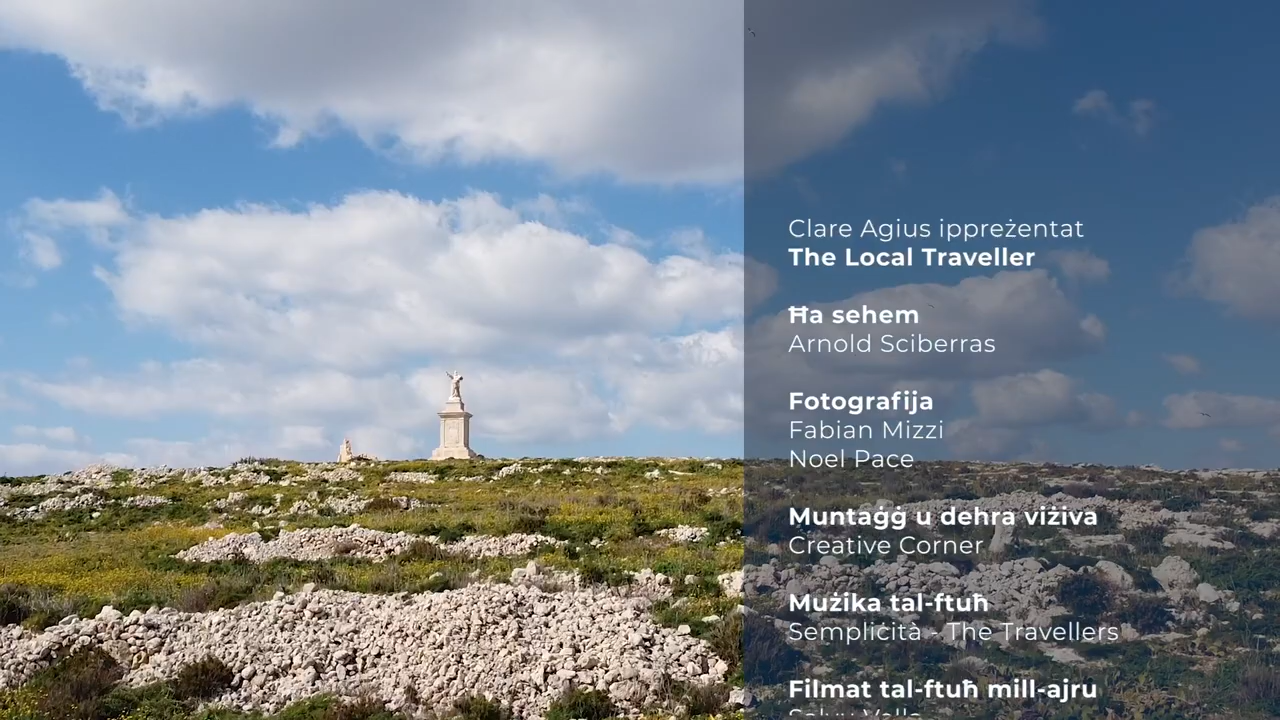 Clare Agius ippreżentat
The Local Traveller
Ħa sehem
Arnold Sciberras
Fotografija
Fabian Mizzi
Noel Pace
Muntaġġ u dehra viżiva
Creative Corner
Mużika tal-ftuħ
Sempliċità - The Travellers
Filmat tal-ftuħ mill-ajru